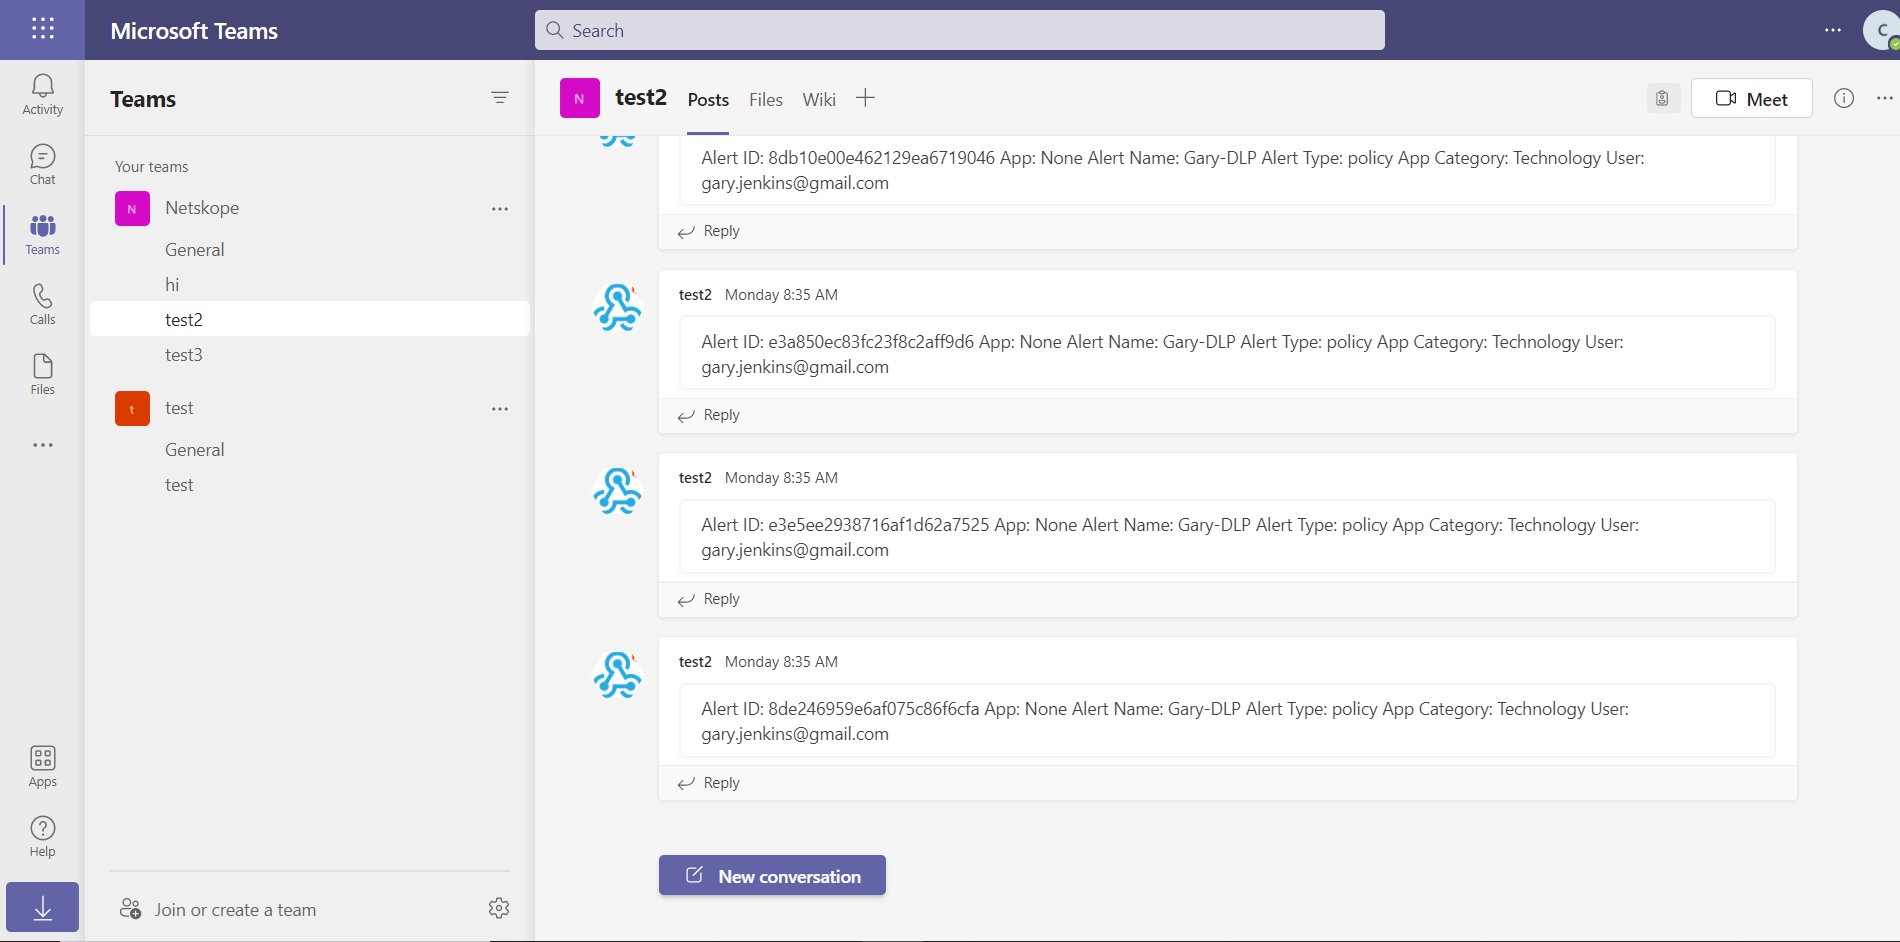 Microsoft Teams
Search
C
Activity
Chat
Teams
Calls
Files
Apps
Help
Teams
Your teams
N Netskope
General
hi
test2
test3
t test
General
test
Join or create a team
N test2 Posts Files Wiki
Meet
Alert ID: 8db10e00e462129ea6719046 App: None Alert Name: Gary-DLP Alert Type: policy App Category: Technology User:
gary.jenkins@gmail.com
Reply
test2 Monday 8:35 AM
Alert ID: e3a850ec83fc23f8c2aff9d6 App: None Alert Name: Gary-DLP Alert Type: policy App Category: Technology User:
gary.jenkins@gmail.com
Reply
test2 Monday 8:35 AM
Alert ID: e3e5ee2938716af1d62a7525 App: None Alert Name: Gary-DLP Alert Type: policy App Category: Technology User:
gary.jenkins@gmail.com
Reply
test2 Monday 8:35 AM
Alert ID: 8de246959e6af075c86f6cfa App: None Alert Name: Gary-DLP Alert Type: policy App Category: Technology User:
gary.jenkins@gmail.com
Reply
New conversation